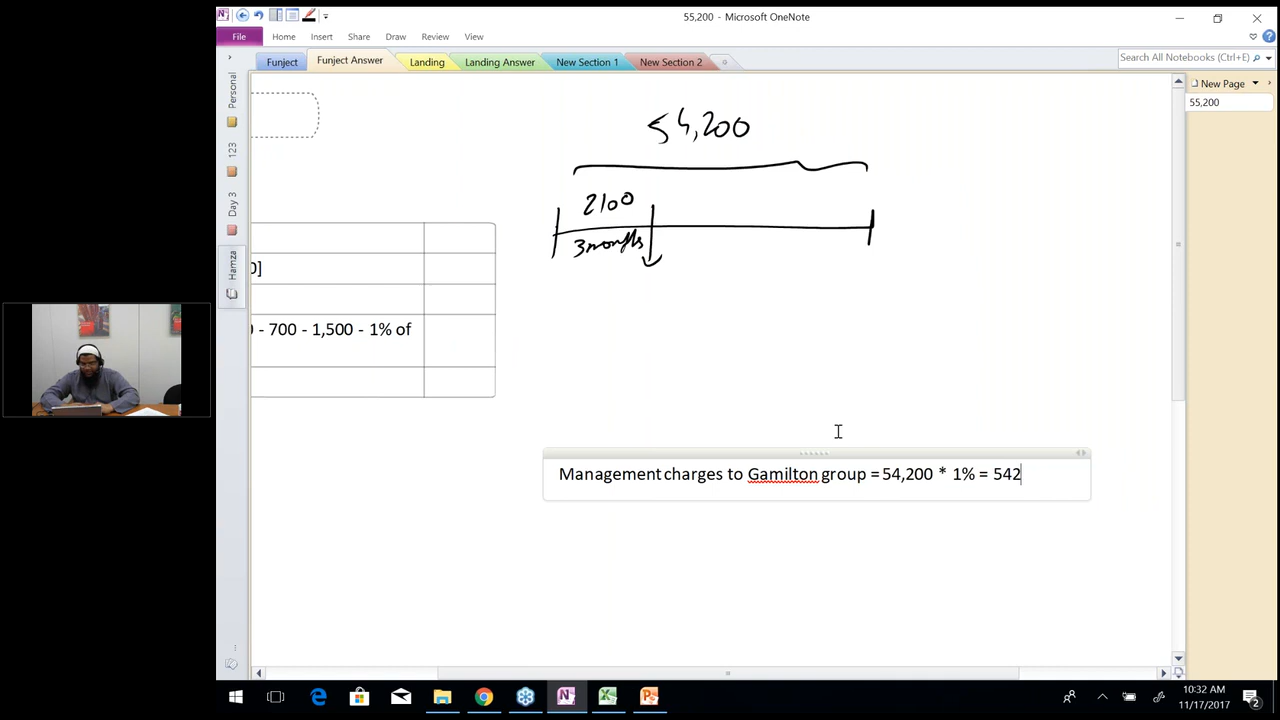 55,200 - Microsoft OneNote
File Home Insert Share Draw Review View
Funject Funject Answer Landing Landing Answer New Section 1 New Section 2
Search All Notebooks (Ctrl+E)
New Page
55,200
Personal
123
Day 3
Hamza
54,200
2100
3months
0]
0 - 700 - 1,500 - 1% of
Management charges to Gamilton group = 54,200 * 1% = 542
10:32 AM
11/17/2017
2